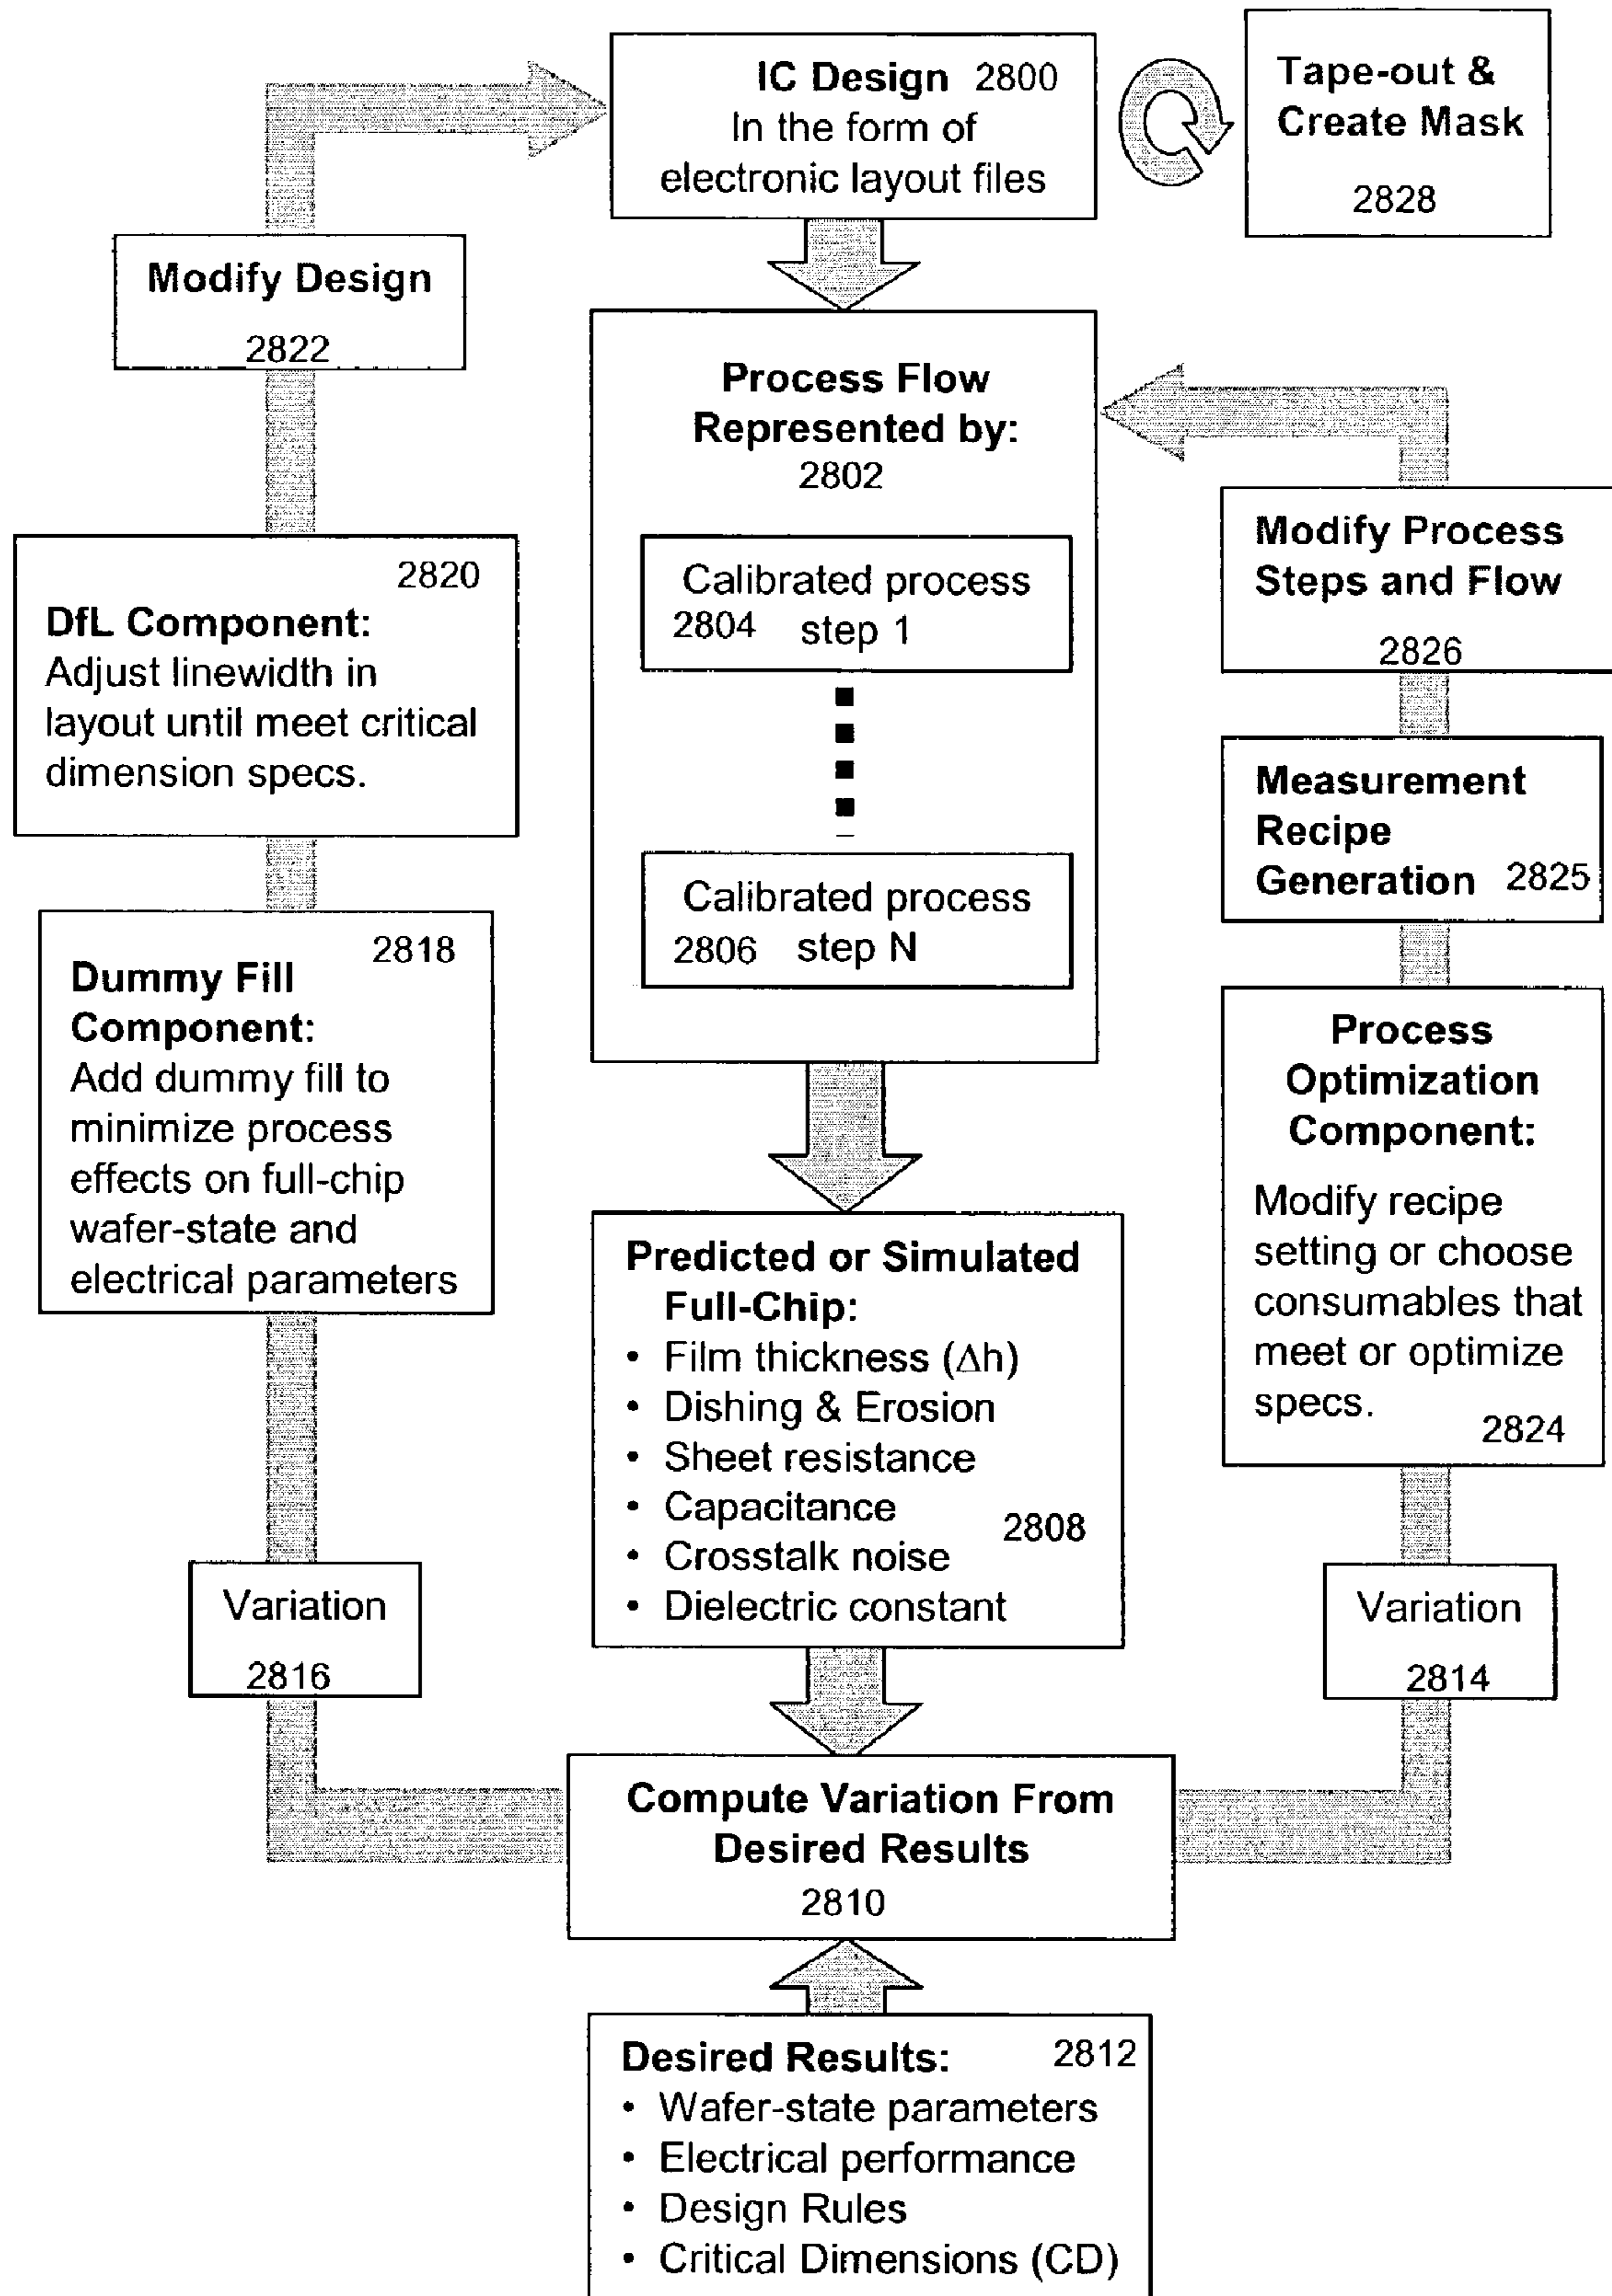 IC Design 2800
In the form of
electronic layout files
Tape-out &
Create Mask
2828
Modify Design
2822
Process Flow
Represented by:
2802
Calibrated process
2804 step 1
Calibrated process
2806 step N
Modify Process
Steps and Flow
2826
2820
DfL Component:
Adjust linewidth in
layout until meet critical
dimension specs.
Measurement
Recipe
Generation 2825
2818
Dummy Fill
Component:
Add dummy fill to
minimize process
effects on full-chip
wafer-state and
electrical parameters
Process
Optimization
Component:
Modify recipe
setting or choose
consumables that
meet or optimize
specs.
2824
Predicted or Simulated
Full-Chip:
• Film thickness (Δh)
• Dishing & Erosion
• Sheet resistance
• Capacitance
2808
• Crosstalk noise
• Dielectric constant
Variation
2816
Variation
2814
Compute Variation From
Desired Results
2810
Desired Results: 2812
• Wafer-state parameters
• Electrical performance
• Design Rules
• Critical Dimensions (CD)